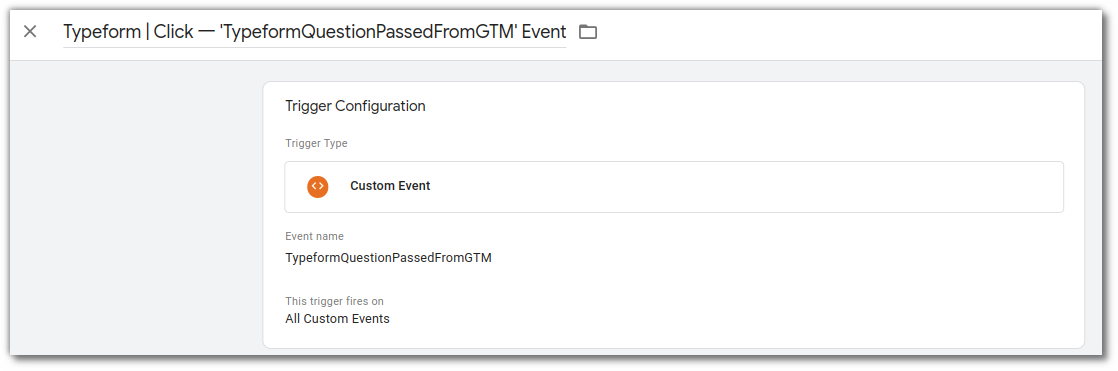 Typeform | Click — 'TypeformQuestionPassedFromGTM' Event
Trigger Configuration
Trigger Type
Custom Event
Event name
TypeformQuestionPassedFromGTM
This trigger fires on
All Custom Events